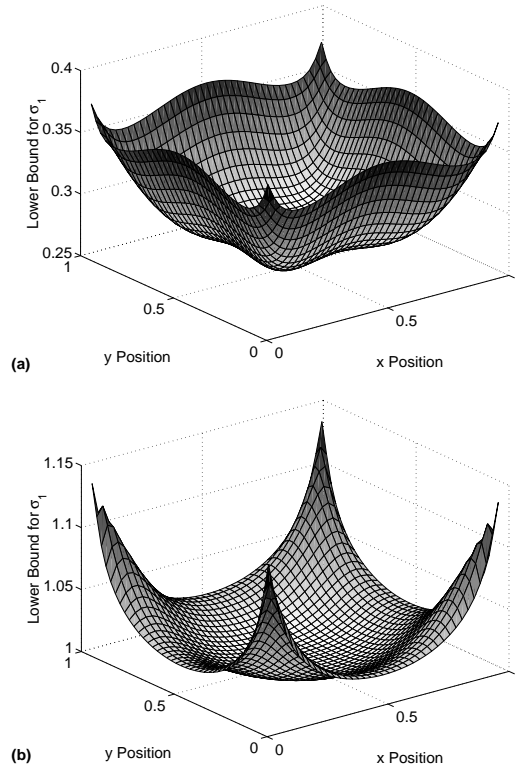 0.4
0.35
0.3
0.25
Lower Bound for σ1
1
0.5
0
0
0.5
y Position
x Position
(a)
1.15
1.1
1.05
1
Lower Bound for σ1
1
0.5
0
0
0.5
y Position
x Position
(b)